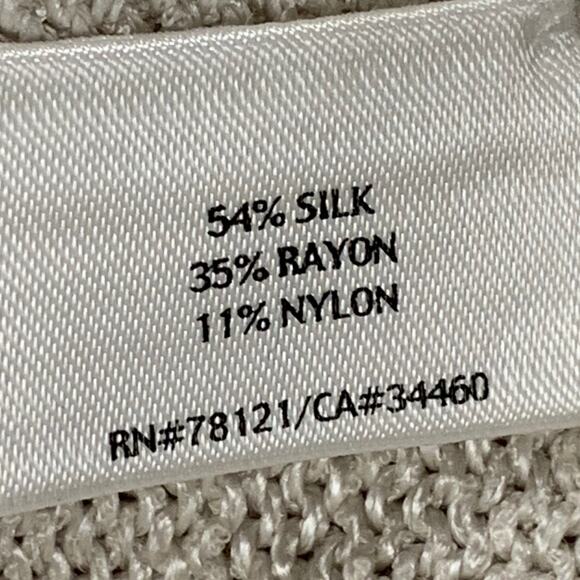 54% SILK
35% RAYON
11% NYLON
RN#78121/CA#34460